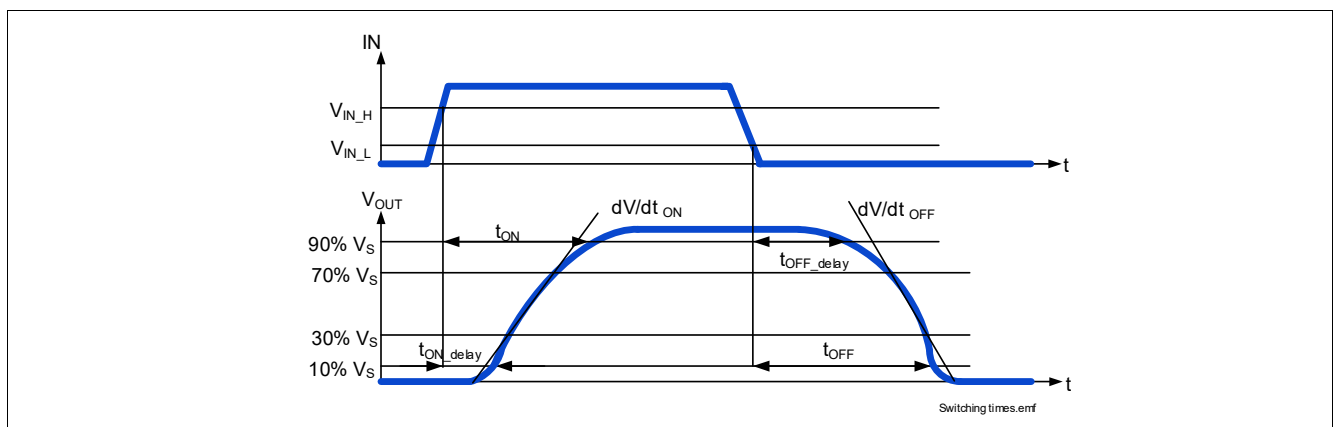 IN
V_IN_H
V_IN_L
t
V_OUT
dV/dt ON
dV/dt OFF
t_ON
90% V_S
t_OFF_delay
70% V_S
30% V_S
t_ON_delay
t_OFF
10% V_S
t
Switching times.emf